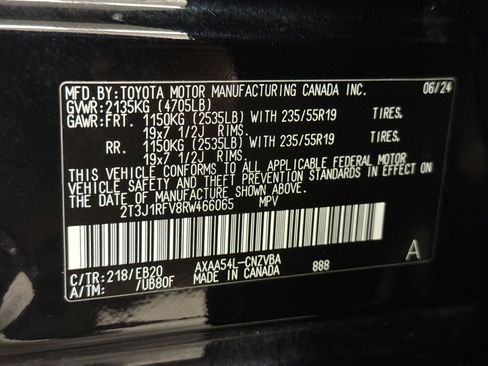 MFD.BY:TOYOTA MOTOR MANUFACTURING CANADA INC. 06/24
GVWR:2135KG (4705LB)
GAWR:FRT. 1150KG (2535LB) WITH 235/55R19 TIRES,
19x7 1/2J RIMS.
RR. 1150KG (2535LB) WITH 235/55R19 TIRES,
19x7 1/2J RIMS.
THIS VEHICLE CONFORMS TO ALL APPLICABLE FEDERAL MOTOR
VEHICLE SAFETY AND THEFT PREVENTION STANDARDS IN EFFECT ON
THE DATE OF MANUFACTURE SHOWN ABOVE.
2T3J1RFV8RW466065 MPV
C/TR:218/EB20 AXAA54L-CNZVBA A
A/TM: /UB80F MADE IN CANADA 888